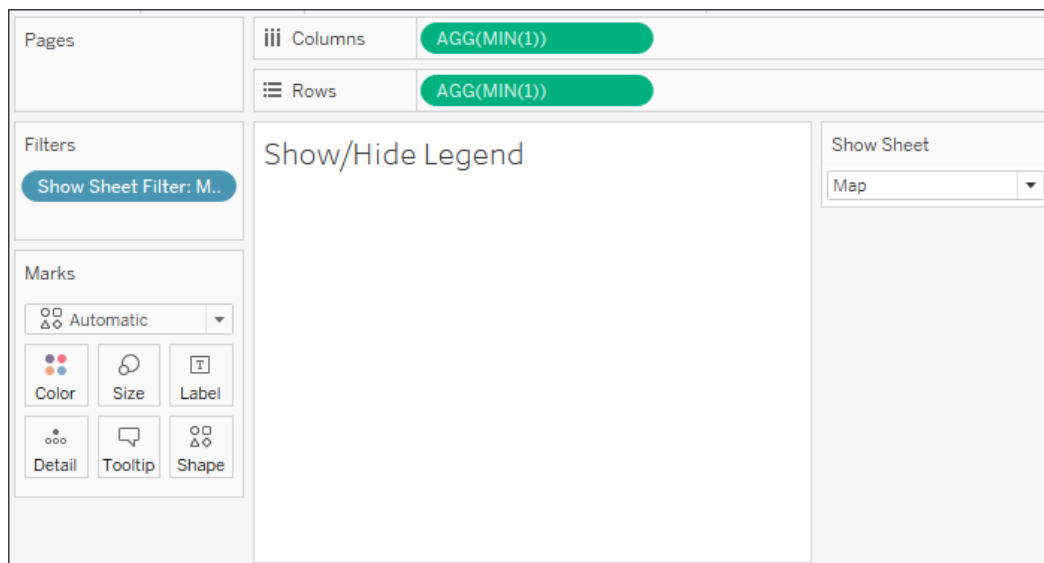 Pages
Columns AGG(MIN(1))
Rows AGG(MIN(1))
Filters
Show Sheet Filter: M..
Marks
Automatic
Color Size T Label
Detail Tooltip Shape
Show/Hide Legend
Show Sheet
Map